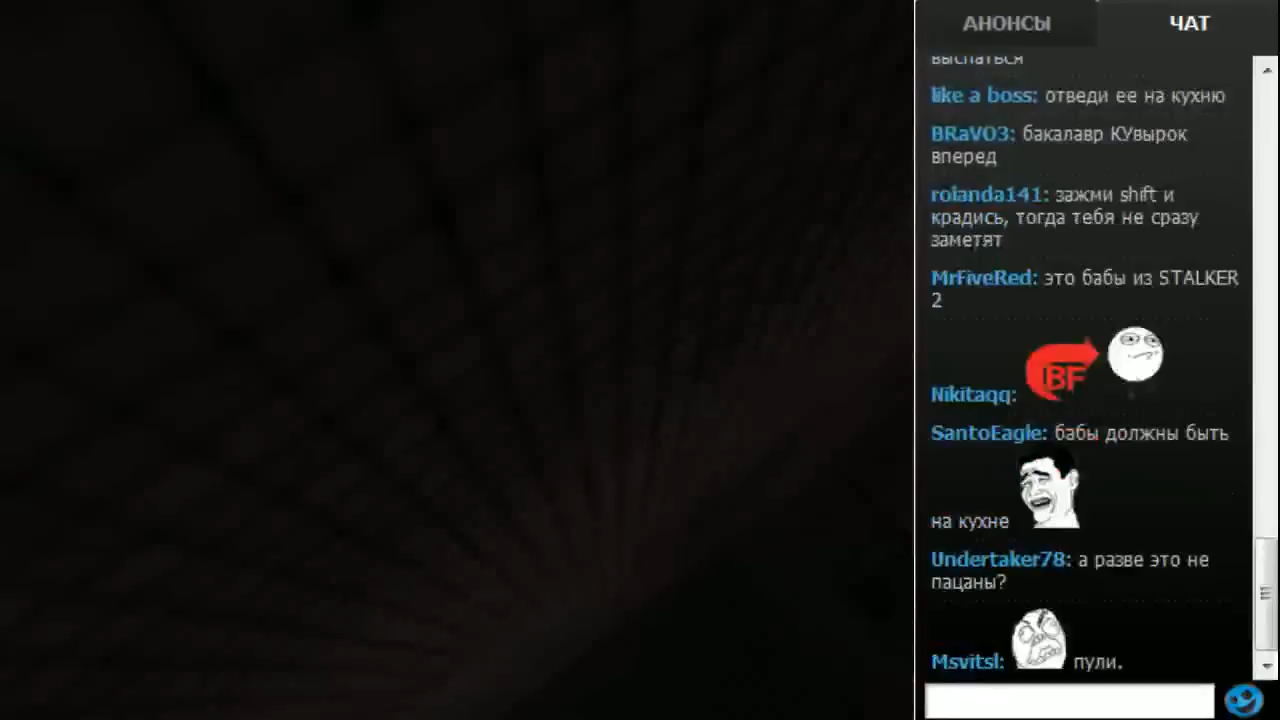 АНОНСЫ
ЧАТ
выспаться
like a boss: отведи ее на кухню
BRaVO3: бакалавр КУвырок
вперед
rolanda141: зажми shift и
крадись, тогда тебя не сразу
заметят
MrFiveRed: это бабы из STALKER
2
BF
Nikitaqq:
SantoEagle: бабы должны быть
на кухне
Undertaker78: а разве это не
пацаны?
Msvitsl: пули.